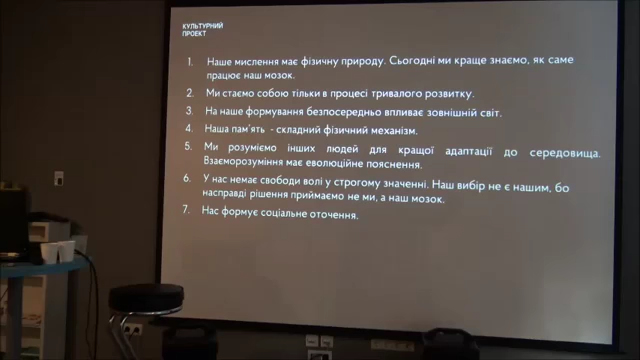 КУЛЬТУРНИЙ
ПРОЕКТ
1. Наше мислення має фізичну природу. Сьогодні ми краще знаємо, як саме
працює наш мозок.
2. Ми стаємо собою тільки в процесі тривалого розвитку.
3. На наше формування безпосередньо впливає зовнішній світ.
4. Наша пам'ять - складний фізичний механізм.
5. Ми розуміємо інших людей для кращої адаптації до середовища.
Взаєморозуміння має еволюційне пояснення.
6. У нас немає свободи волі у строгому значенні. Наш вибір не є нашим, бо
насправді рішення приймаємо не ми, а наш мозок.
7. Нас формує соціальне оточення.